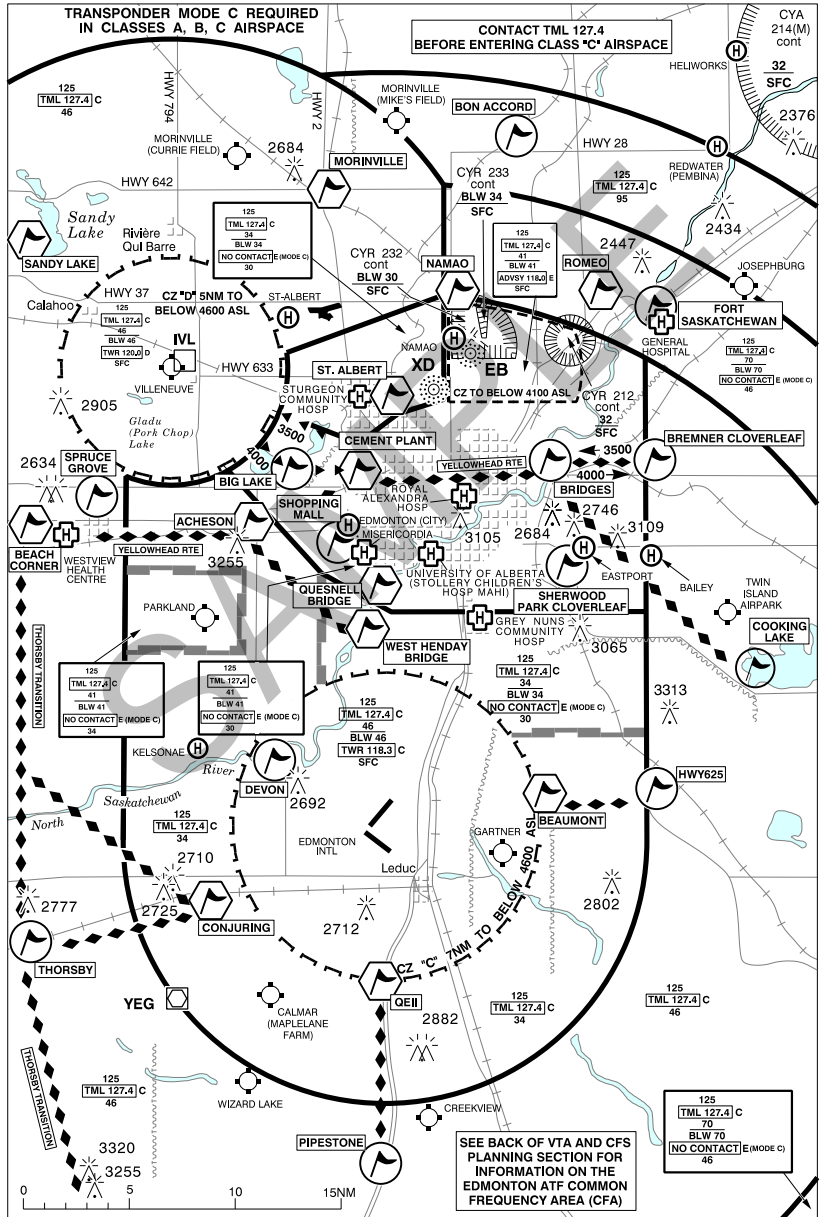 TRANSPONDER MODE C REQUIRED
IN CLASSES A, B, C AIRSPACE
CONTACT TML 127.4
BEFORE ENTERING CLASS "C" AIRSPACE
CYA
214(M)
cont
32
SFC
HELIWORKS
125
TML 127.4 C
46
HWY 794
HWY 2
MORINVILLE
(MIKE'S FIELD)
BON ACCORD
2376
MORINVILLE
(CURRIE FIELD)
2684
MORINVILLE
HWY 28
REDWATER
(PEMBINA)
HWY 642
CYR 233
cont
BLW 34
SFC
125
TML 127.4 C
95
2434
Sandy
Lake
SANDY LAKE
Rivière
Qui Barre
125
TML 127.4 C
34
BLW 34
NO CONTACT E (MODE C)
30
CYR 232
cont
BLW 30
SFC
125
TML 127.4 C
41
BLW 41
ADVSY 118.0 E
SFC
NAMAO
ROMEO
2447
JOSEPHBURG
Calahoo
HWY 37
CZ "D" 5NM TO
BELOW 4600 ASL
ST-ALBERT
FORT
SASKATCHEWAN
GENERAL
HOSPITAL
125
TML 127.4 C
46
BLW 46
TWR 120.0 D
SFC
IVL
VILLENEUVE
HWY 633
NAMAO
XD
EB
CZ TO BELOW 4100 ASL
CYR 212
cont
32
SFC
125
TML 127.4 C
70
BLW 70
NO CONTACT E (MODE C)
46
ST. ALBERT
STURGEON
COMMUNITY
HOSP
2905
Gladu
(Pork Chop)
Lake
3500
4000
CEMENT PLANT
BREMNER CLOVERLEAF
2634
SPRUCE
GROVE
BIG LAKE
YELLOWHEAD RTE
3500
4000
BRIDGES
ROYAL
ALEXANDRA
HOSP
SHOPPING
MALL
EDMONTON (CITY)
MISERICORDIA
3105
2746
2684
3109
ACHESON
BEACH
CORNER
WESTVIEW
HEALTH
CENTRE
YELLOWHEAD RTE
3255
UNIVERSITY OF ALBERTA
(STOLLERY CHILDREN'S
HOSP MAHI)
EASTPORT
BAILEY
QUESNELL
BRIDGE
SHERWOOD
PARK CLOVERLEAF
TWIN
ISLAND
AIRPARK
PARKLAND
GREY NUNS
COMMUNITY
HOSP
3065
COOKING
LAKE
WEST HENDAY
BRIDGE
THORSBY TRANSITION
125
TML 127.4 C
41
BLW 41
NO CONTACT E (MODE C)
34
125
TML 127.4 C
41
BLW 41
NO CONTACT E (MODE C)
30
125
TML 127.4 C
46
BLW 46
TWR 118.3 C
SFC
125
TML 127.4 C
34
BLW 34
NO CONTACT E (MODE C)
30
3313
KELSONAE
River
DEVON
2692
HWY625
Saskatchewan
North
BEAUMONT
125
TML 127.4 C
34
EDMONTON
INTL
GARTNER
Leduc
2710
2725
2777
2802
CONJURING
2712
CZ "C" 7NM TO BELOW 4600 ASL
THORSBY
QEII
YEG
CALMAR
(MAPLELANE
FARM)
2882
125
TML 127.4 C
34
125
TML 127.4 C
46
125
TML 127.4 C
46
THORSBY TRANSITION
WIZARD LAKE
CREEKVIEW
125
TML 127.4 C
70
BLW 70
NO CONTACT E (MODE C)
46
PIPESTONE
SEE BACK OF VTA AND CFS
PLANNING SECTION FOR
INFORMATION ON THE
EDMONTON ATF COMMON
FREQUENCY AREA (CFA)
3320
3255
0 5 10 15NM
SAMPLE